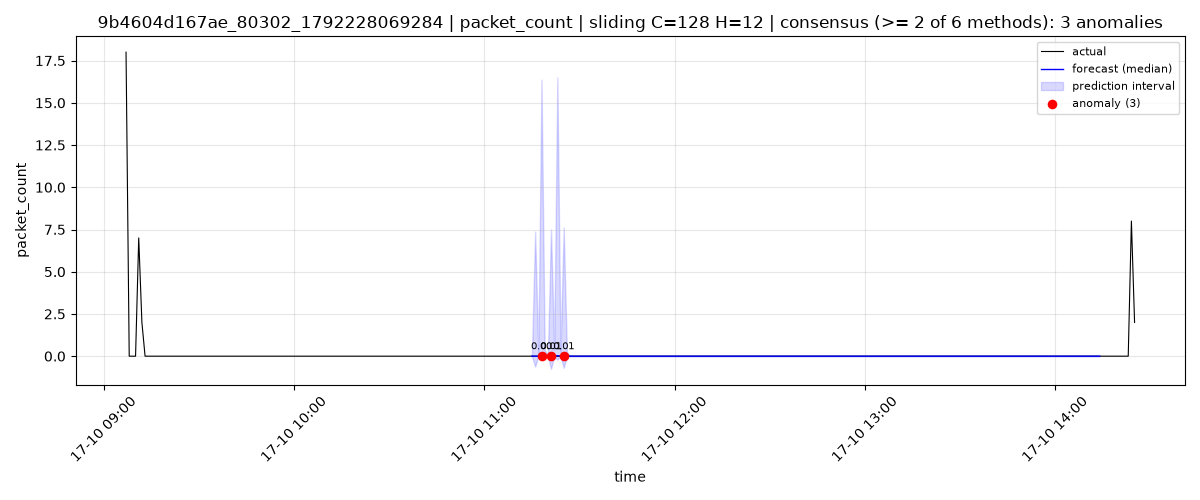 9b4604d167ae_80302_1792228069284 | packet_count | sliding C=128 H=12 | consensus (>= 2 of 6 methods): 3 anomalies
actual
forecast (median)
prediction interval
anomaly (3)
packet_count
17.5
15.0
12.5
10.0
7.5
5.0
2.5
0.0
17-10 09:00
17-10 10:00
17-10 11:00
17-10 12:00
17-10 13:00
17-10 14:00
time